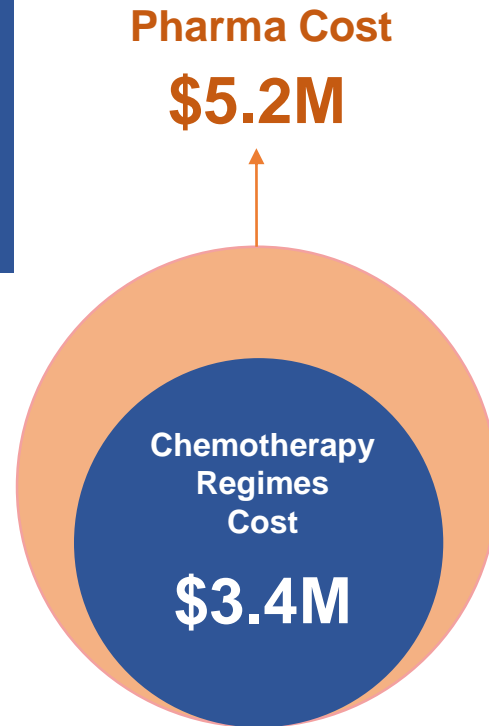 Pharma Cost
$5.2M
Chemotherapy
Regimes
Cost
$3.4M